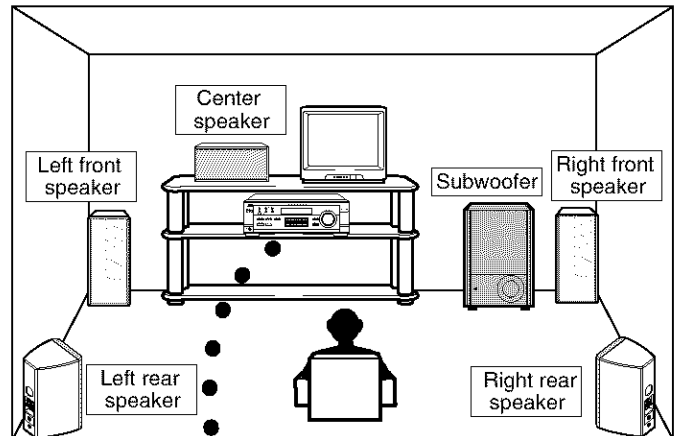 Center
speaker
Left front
speaker
Subwoofer
Right front
speaker
Left rear
speaker
Right rear
speaker